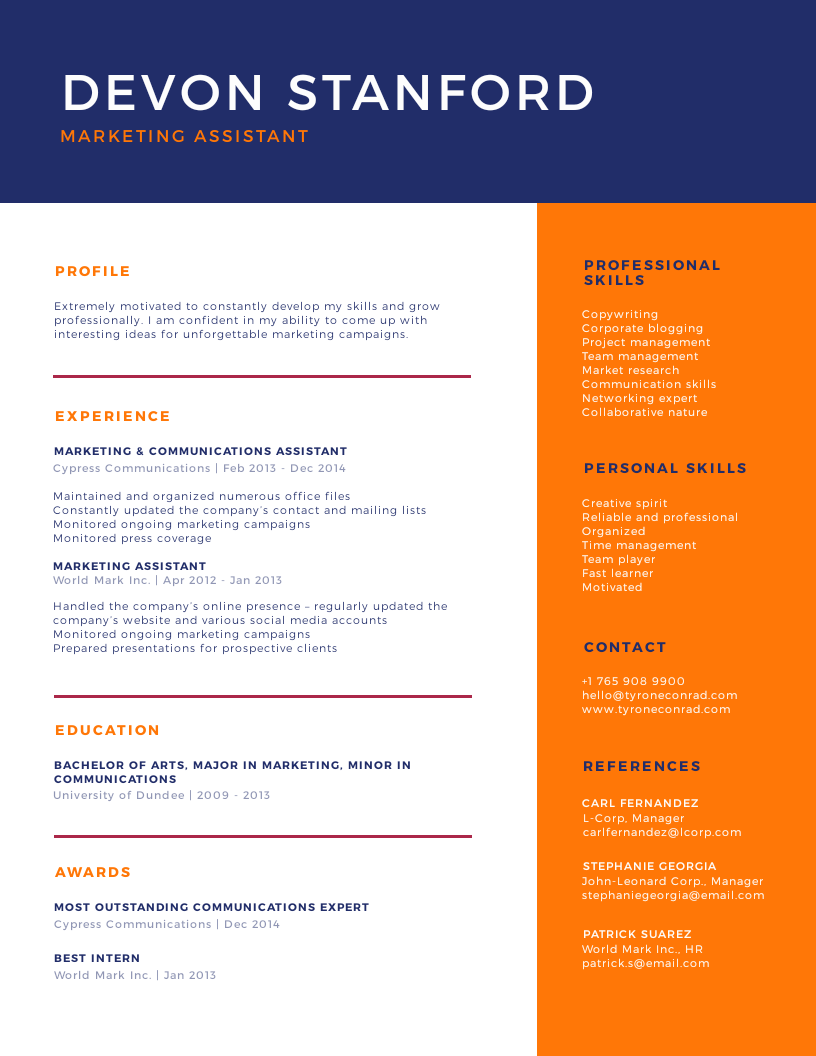 DEVON STANFORD
MARKETING ASSISTANT
PROFILE
Extremely motivated to constantly develop my skills and grow
professionally. I am confident in my ability to come up with
interesting ideas for unforgettable marketing campaigns.
EXPERIENCE
MARKETING & COMMUNICATIONS ASSISTANT
Cypress Communications | Feb 2013 - Dec 2014
Maintained and organized numerous office files
Constantly updated the company's contact and mailing lists
Monitored ongoing marketing campaigns
Monitored press coverage
MARKETING ASSISTANT
World Mark Inc. | Apr 2012 - Jan 2013
Handled the company's online presence – regularly updated the
company's website and various social media accounts
Monitored ongoing marketing campaigns
Prepared presentations for prospective clients
EDUCATION
BACHELOR OF ARTS, MAJOR IN MARKETING, MINOR IN
COMMUNICATIONS
University of Dundee | 2009 - 2013
AWARDS
MOST OUTSTANDING COMMUNICATIONS EXPERT
Cypress Communications | Dec 2014
BEST INTERN
World Mark Inc. | Jan 2013
PROFESSIONAL
SKILLS
Copywriting
Corporate blogging
Project management
Team management
Market research
Communication skills
Networking expert
Collaborative nature
PERSONAL SKILLS
Creative spirit
Reliable and professional
Organized
Time management
Team player
Fast learner
Motivated
CONTACT
+1 765 908 9900
hello@tyroneconrad.com
www.tyroneconrad.com
REFERENCES
CARL FERNANDEZ
L-Corp, Manager
carlfernandez@lcorp.com
STEPHANIE GEORGIA
John-Leonard Corp., Manager
stephaniegeorgia@email.com
PATRICK SUAREZ
World Mark Inc., HR
patrick.s@email.com